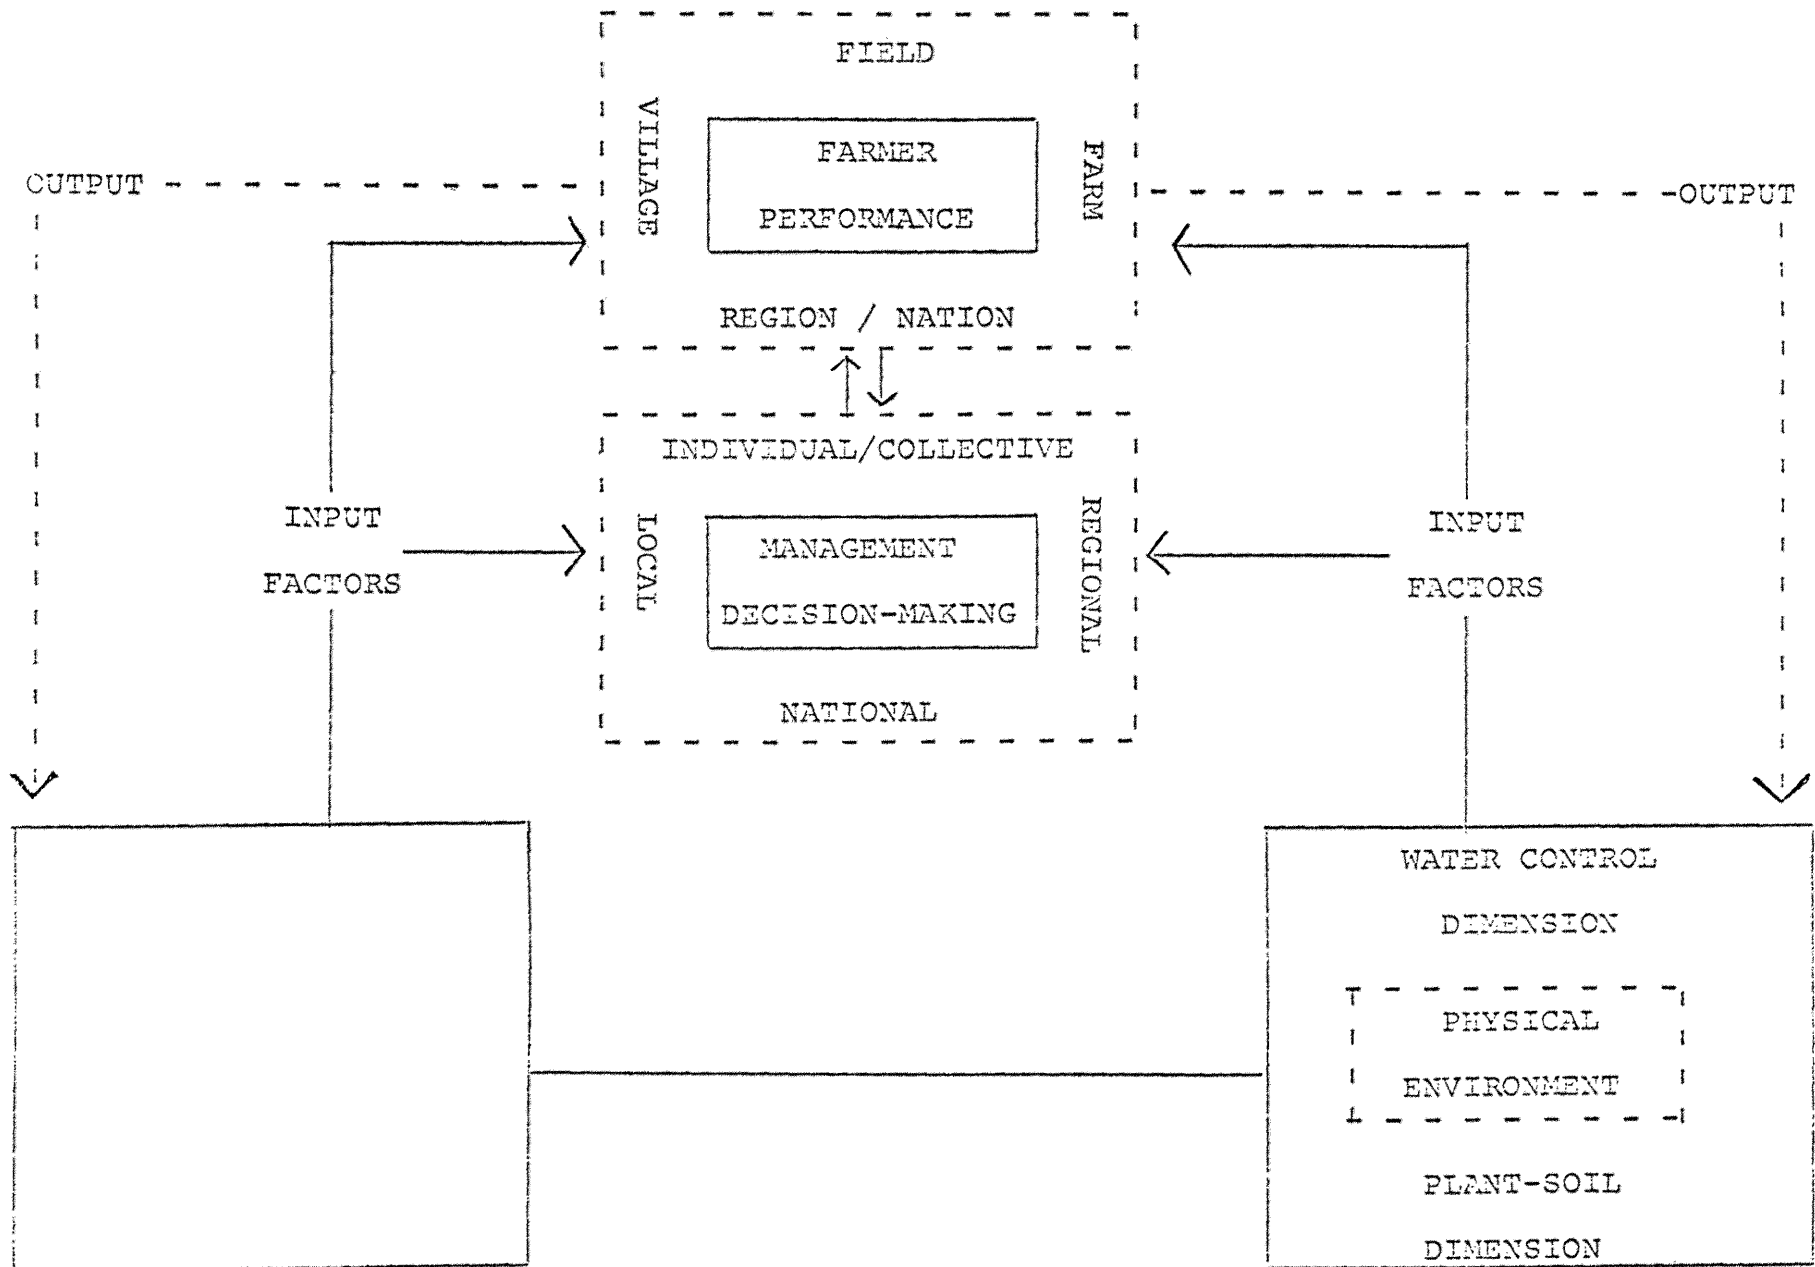 FIELD
VILLAGE
FARMER
PERFORMANCE
FARM
REGION / NATION
OUTPUT
OUTPUT
INDIVIDUAL/COLLECTIVE
LOCAL
MANAGEMENT
DECISION-MAKING
REGIONAL
NATIONAL
INPUT
FACTORS
INPUT
FACTORS
WATER CONTROL
DIMENSION
PHYSICAL
ENVIRONMENT
PLANT-SOIL
DIMENSION